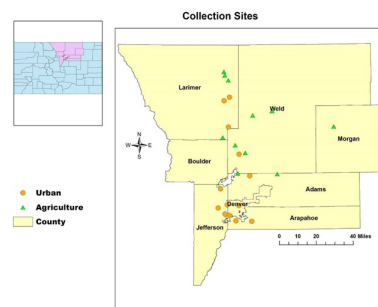 Collection Sites
Larimer
Weld
Morgan
N
W E
S
Boulder
Urban
Agriculture
County
Adams
Denver
Jefferson
Arapahoe
0 10 20 40 Miles